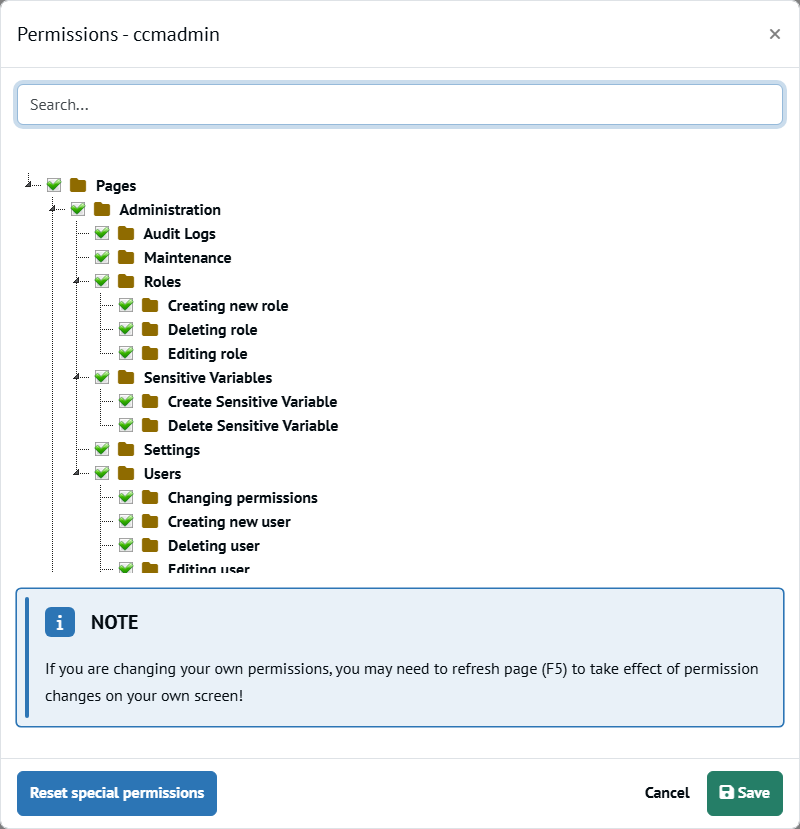 Permissions - ccmadmin
×
Search...
Pages
Administration
Audit Logs
Maintenance
Roles
Creating new role
Deleting role
Editing role
Sensitive Variables
Create Sensitive Variable
Delete Sensitive Variable
Settings
Users
Changing permissions
Creating new user
Deleting user
Editing user
NOTE
If you are changing your own permissions, you may need to refresh page (F5) to take effect of permission
changes on your own screen!
Reset special permissions
Cancel
Save